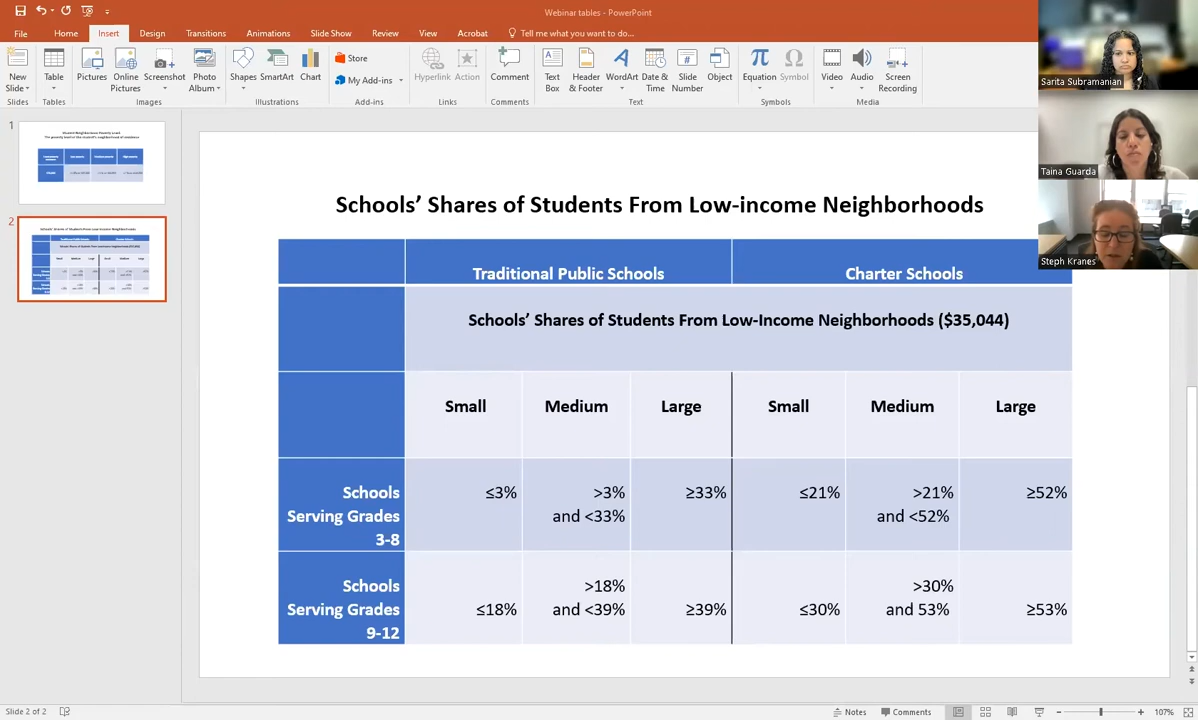 Webinar tables - PowerPoint
File Home Insert Design Transitions Animations Slide Show Review View Acrobat Tell me what you want to do...
New Slide Table Pictures Online Pictures Screenshot Photo Album Shapes SmartArt Chart Store My Add-ins Hyperlink Action Comment Text Box Header & Footer WordArt Date & Time Slide Number Object Equation Symbol Video Audio Screen Recording
Slides Tables Images Illustrations Add-ins Links Comments Text Symbols Media
Sarita Subramanian
Taina Guarda
Steph Kranes
1
2
Schools' Shares of Students From Low-income Neighborhoods
Traditional Public Schools Charter Schools
Schools' Shares of Students From Low-Income Neighborhoods ($35,044)
Small Medium Large Small Medium Large
Schools ≤3% >3% ≥33% ≤21% >21% ≥52%
Serving Grades and <33% and <52%
3-8
Schools >18% >30%
Serving Grades ≤18% and <39% ≥39% ≤30% and 53% ≥53%
9-12
Slide 2 of 2 Notes Comments 107%